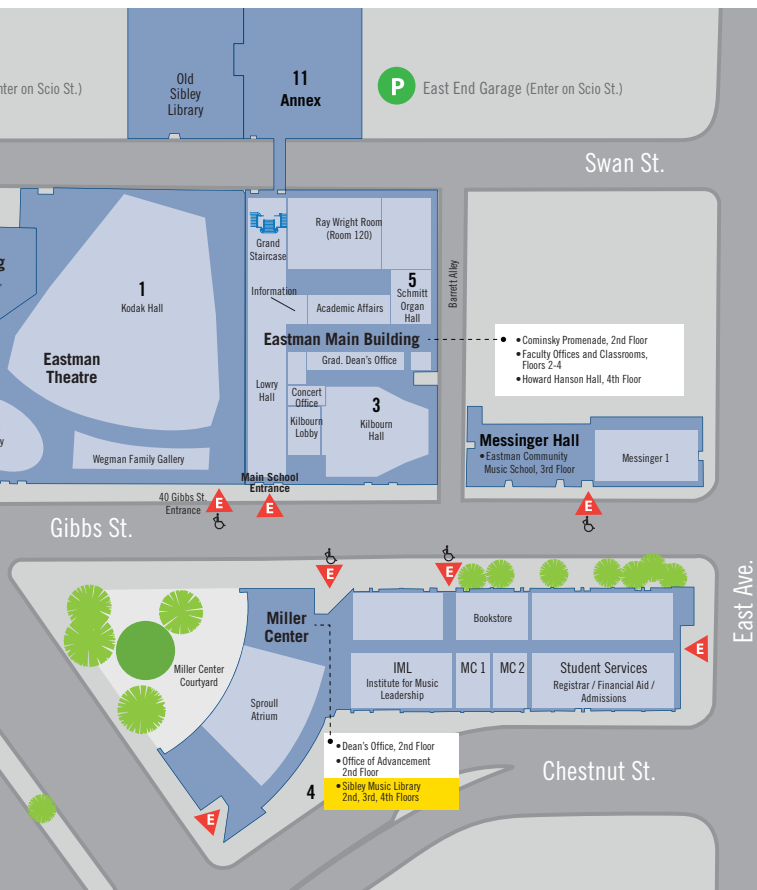 Old
Sibley
Library
11
Annex
P
East End Garage (Enter on Scio St.)
nter on Scio St.)
Swan St.
1
Kodak Hall
Eastman
Theatre
Wegman Family Gallery
Grand
Staircase
Ray Wright Room
(Room 120)
Information
Academic Affairs
5
Schmitt
Organ
Hall
Eastman Main Building
Grad. Dean's Office
Lowry
Hall
Concert
Office
Kilbourn
Lobby
3
Kilbourn
Hall
Barrett Alley
•Cominsky Promenade, 2nd Floor
•Faculty Offices and Classrooms,
Floors 2-4
•Howard Hanson Hall, 4th Floor
Messinger Hall
•Eastman Community
Music School, 3rd Floor
Messinger 1
Main School
Entrance
40 Gibbs St.
Entrance
E
E
E
Gibbs St.
East Ave.
E
E
E
Miller
Center
Miller Center
Courtyard
Sproull
Atrium
Bookstore
IML
Institute for Music
Leadership
MC 1
MC 2
Student Services
Registrar / Financial Aid /
Admissions
•Dean's Office, 2nd Floor
•Office of Advancement
2nd Floor
•Sibley Music Library
2nd, 3rd, 4th Floors
4
E
Chestnut St.